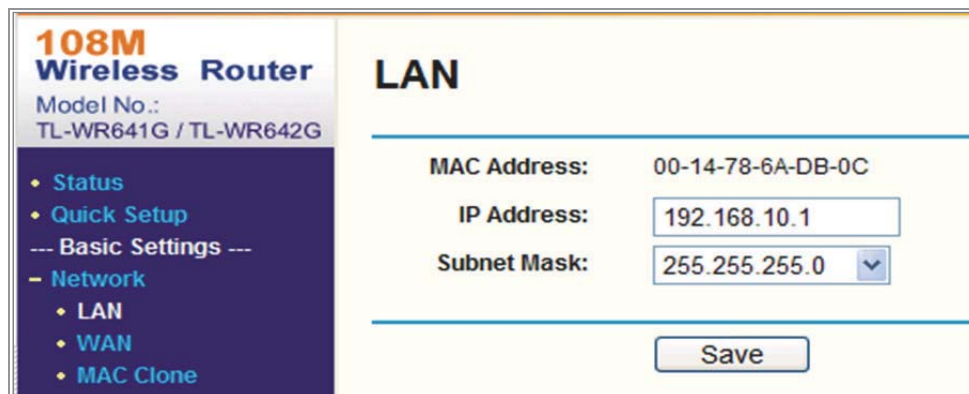 108M
Wireless Router
Model No.:
TL-WR641G / TL-WR642G
• Status
• Quick Setup
--- Basic Settings ---
– Network
• LAN
• WAN
• MAC Clone
LAN
MAC Address: 00-14-78-6A-DB-0C
IP Address: 192.168.10.1
Subnet Mask: 255.255.255.0
Save